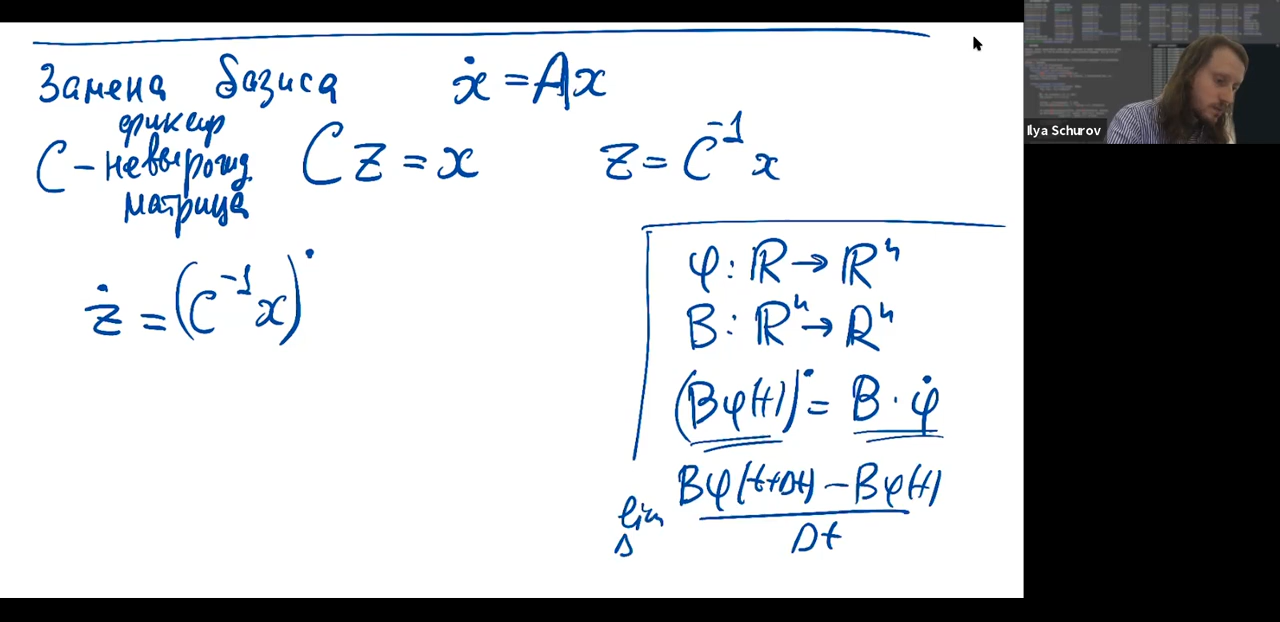 Замена базиса ẋ = Ax
фиксир
C – невырожд. Cz = x z = C⁻¹x
матрица
ż = (C⁻¹x)˙
φ: ℝ → ℝⁿ
B: ℝⁿ → ℝⁿ
(Bφ(t))˙ = B · φ̇
lim Bφ(t+Δt) – Bφ(t)
Δ Δt
Ilya Schurov